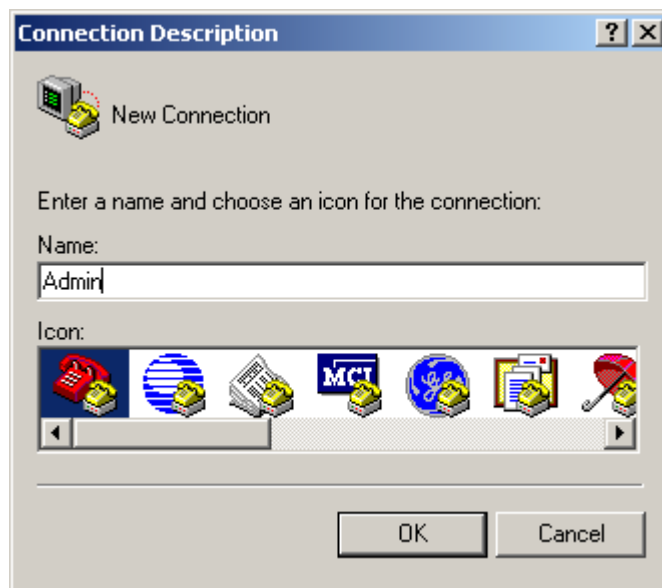 Connection Description
New Connection
Enter a name and choose an icon for the connection:
Name:
Admin
Icon:
MCI
OK
Cancel